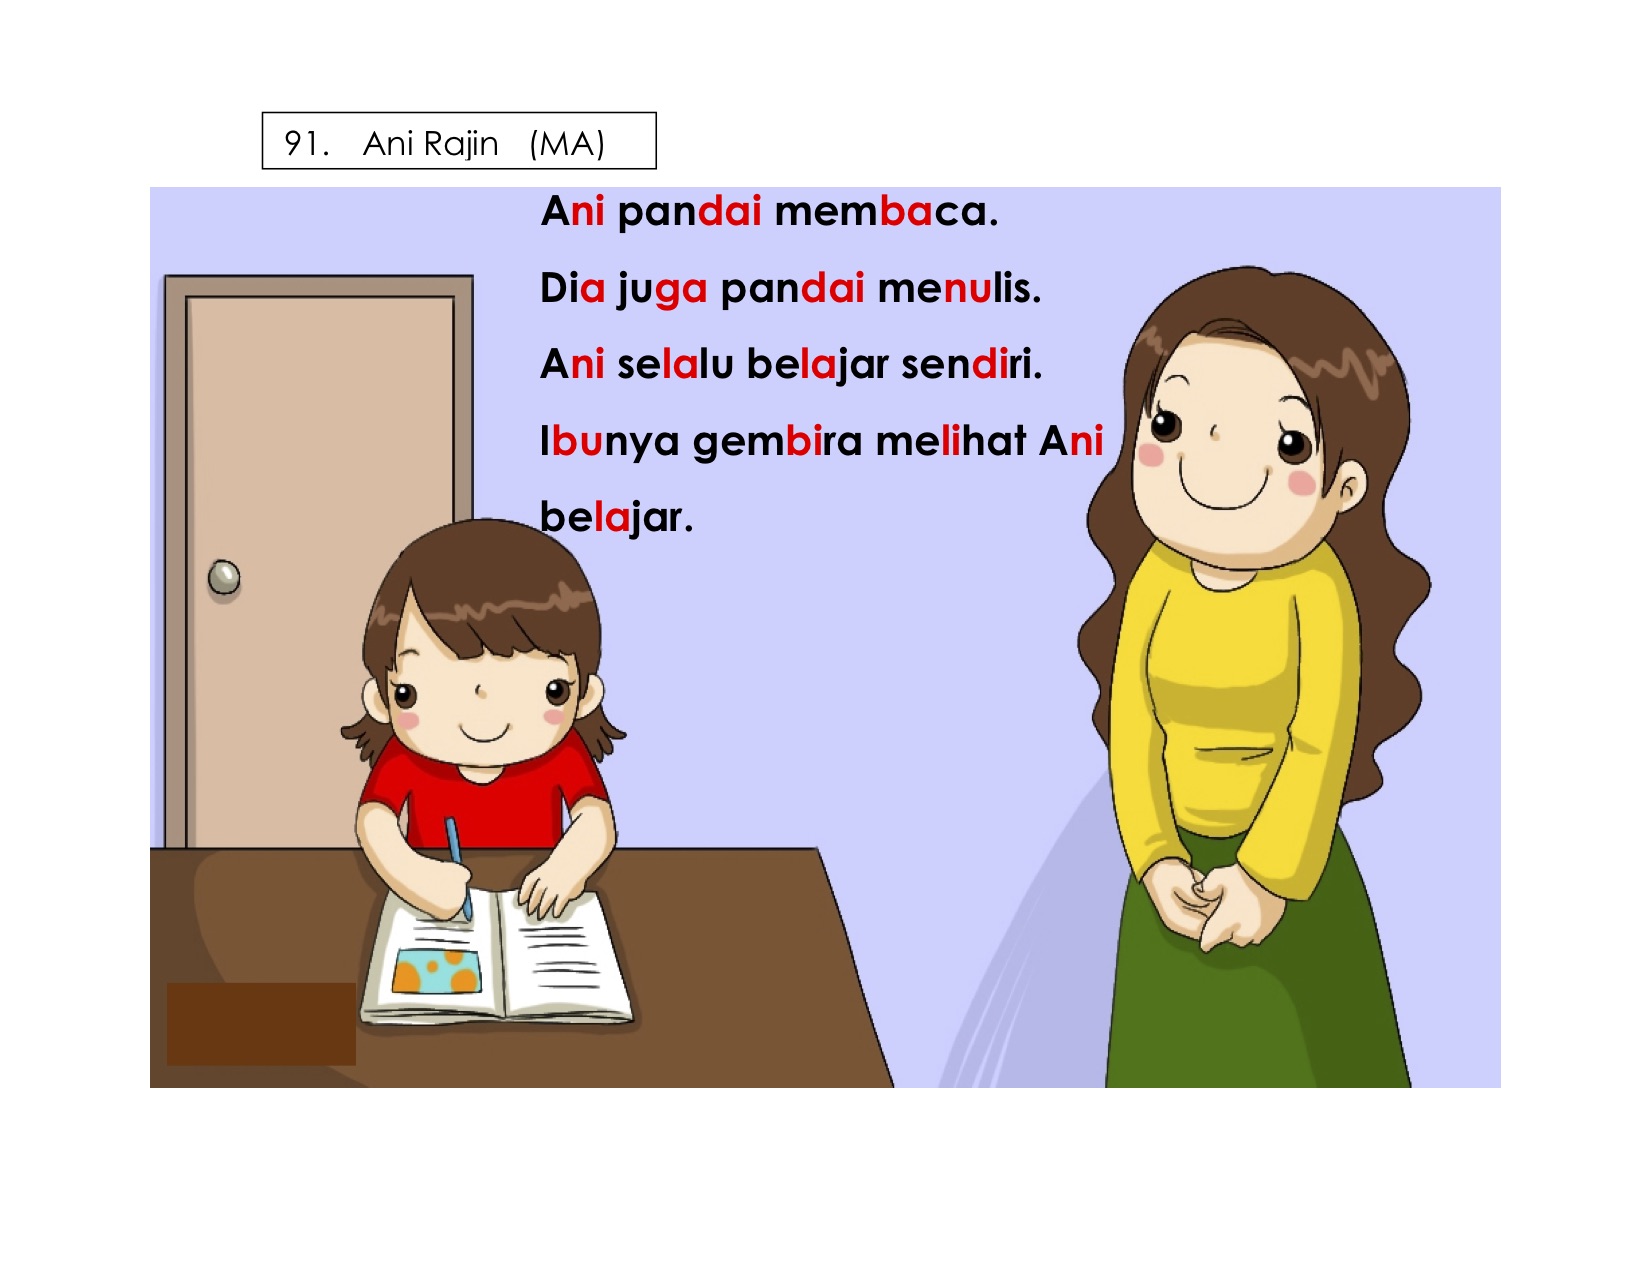 91. Ani Rajin (MA)
Ani pandai membaca.
Dia juga pandai menulis.
Ani selalu belajar sendiri.
Ibunya gembira melihat Ani
belajar.